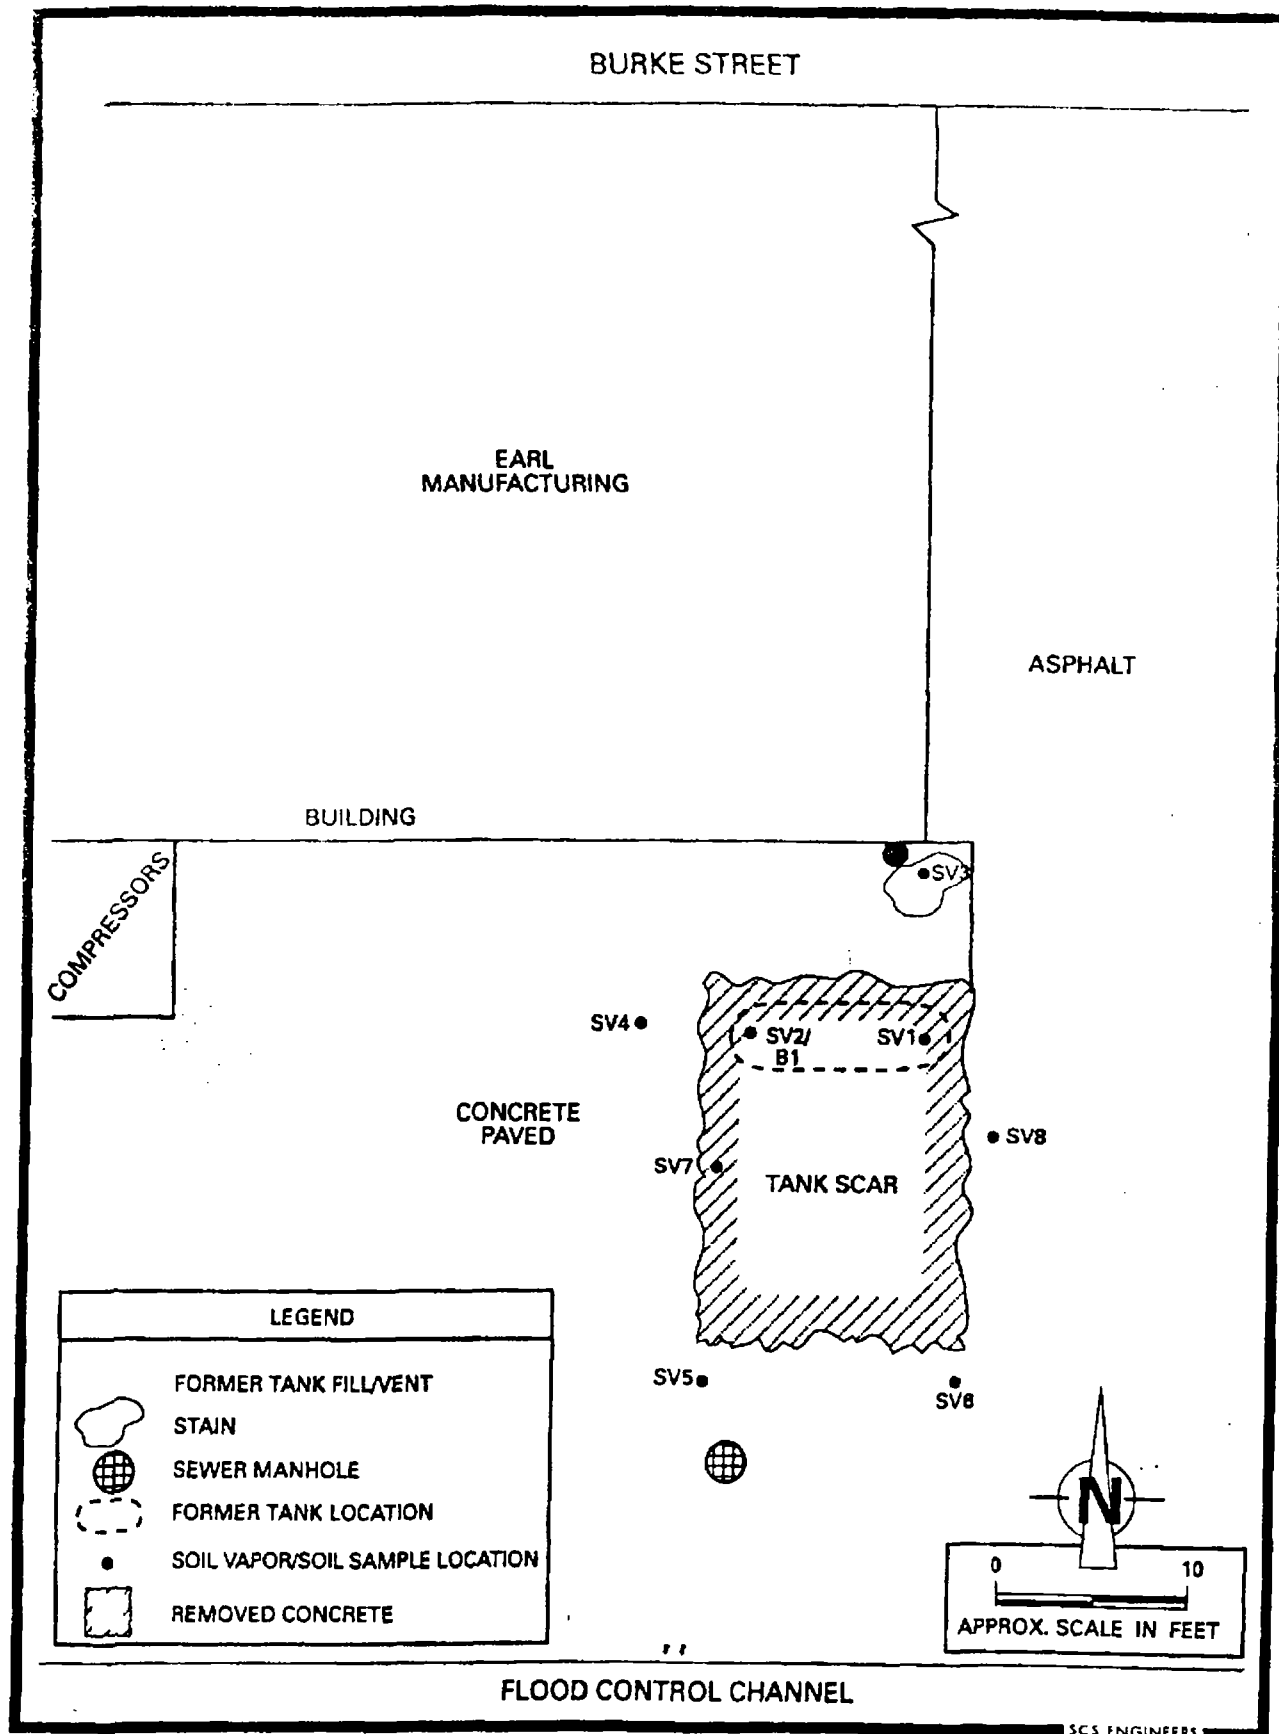 BURKE STREET
EARL
MANUFACTURING
ASPHALT
BUILDING
COMPRESSORS
SV3
SV4
SV2/
B1
SV1
CONCRETE
PAVED
SV8
SV7
TANK SCAR
LEGEND
FORMER TANK FILL/VENT
STAIN
SEWER MANHOLE
FORMER TANK LOCATION
SOIL VAPOR/SOIL SAMPLE LOCATION
REMOVED CONCRETE
SV5
SV6
N
0 10
APPROX. SCALE IN FEET
FLOOD CONTROL CHANNEL
SCS ENGINEERS